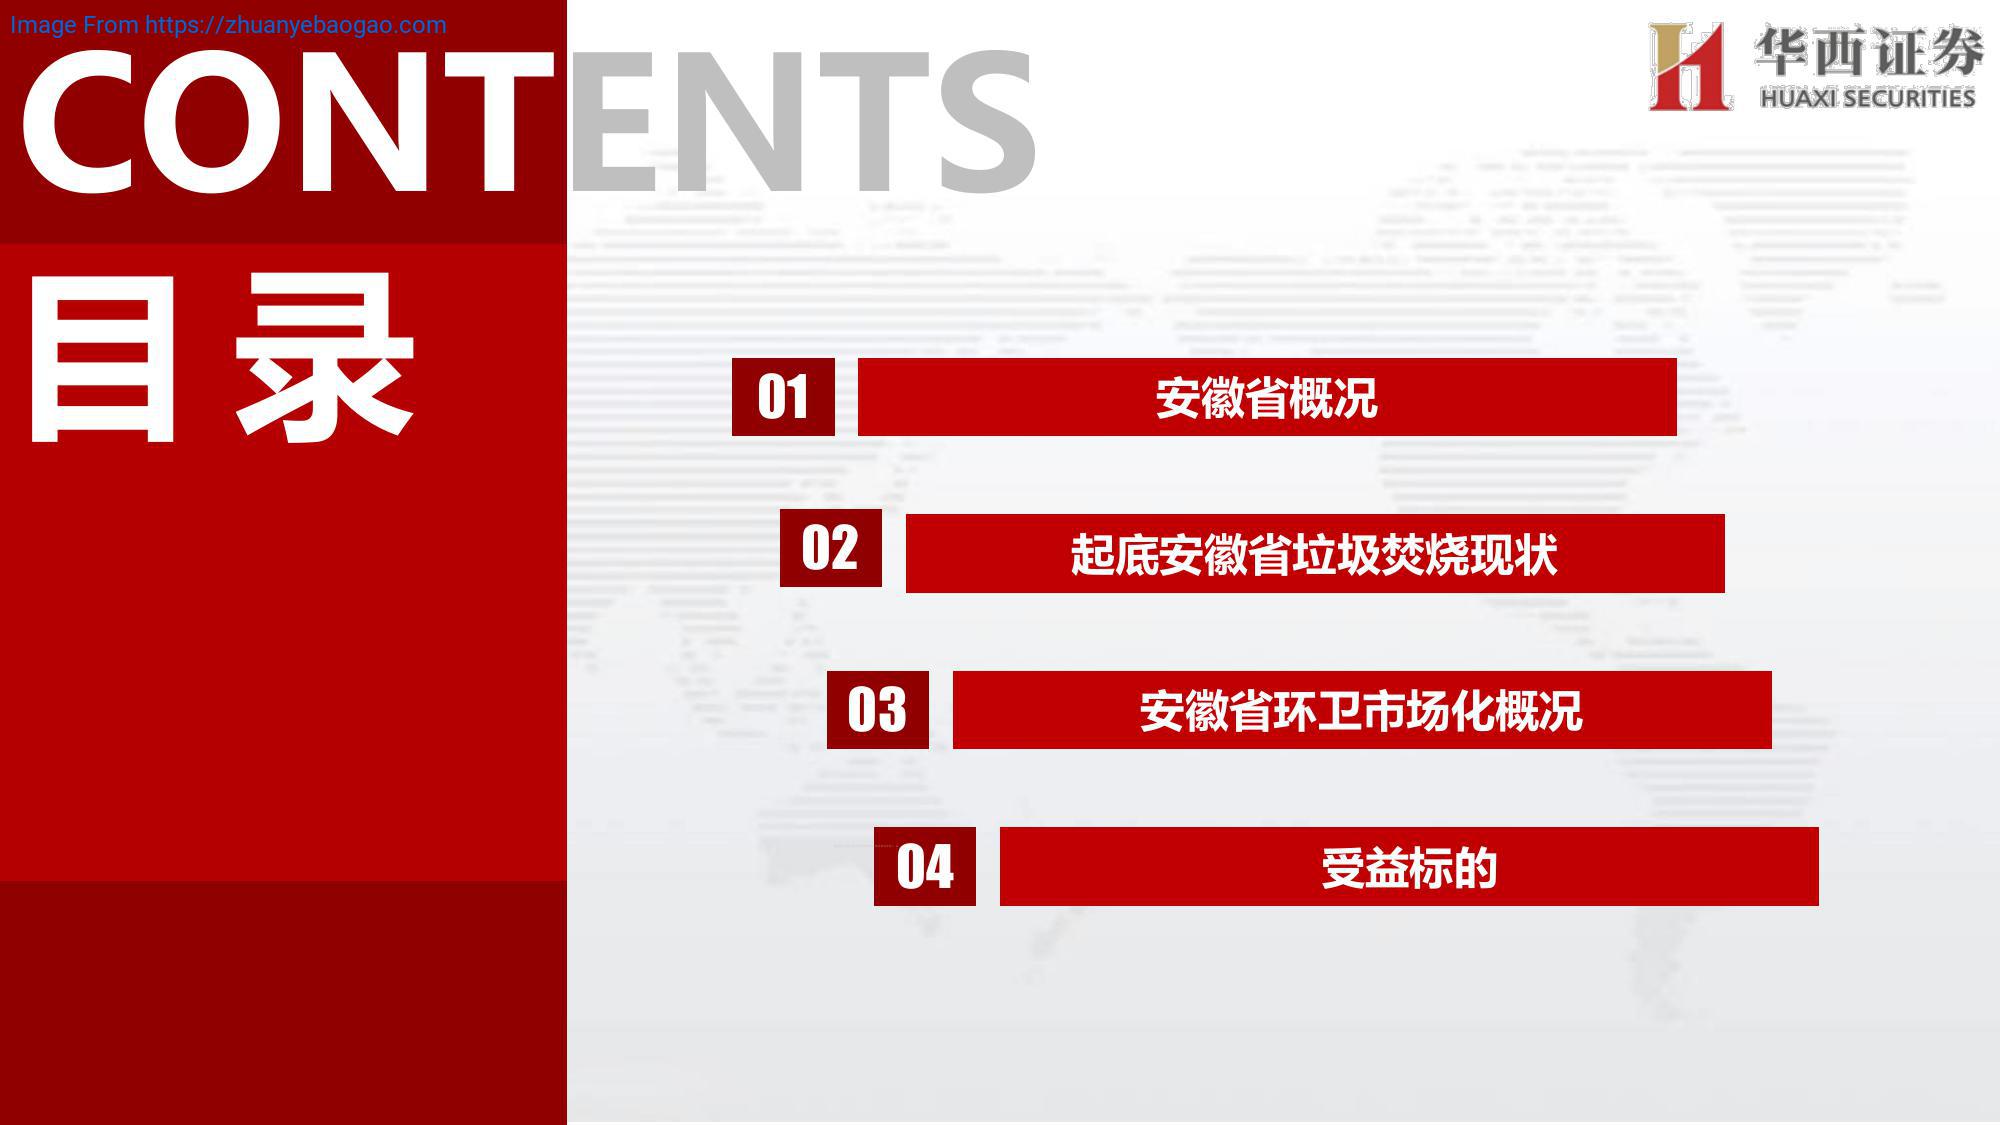 Image From https://zhuanyebaogao.com
CONTENTS
华西证券
HUAXI SECURITIES
目录
01 安徽省概况
02 起底安徽省垃圾焚烧现状
03 安徽省环卫市场化概况
04 受益标的